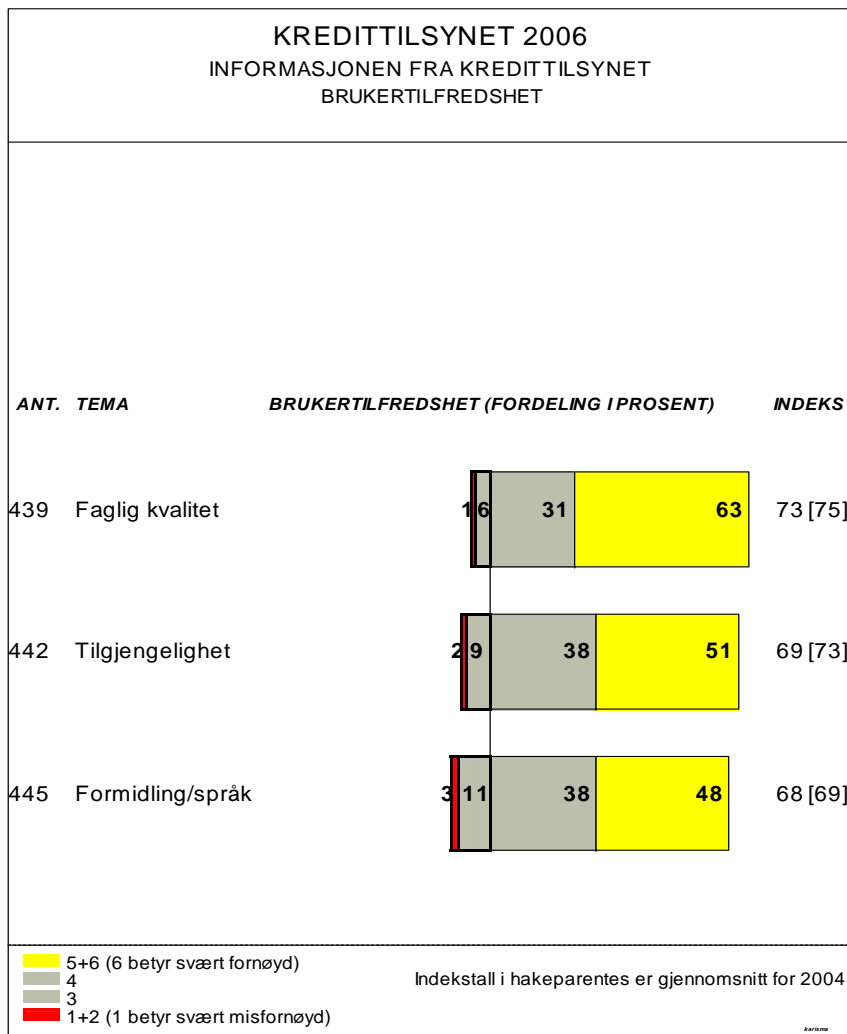 KREDITTILSYNET 2006
INFORMASJONEN FRA KREDITTILSYNET
BRUKERTILFREDSHET
ANT. TEMA BRUKERTILFREDSHET (FORDELING I PROSENT) INDEKS
439 Faglig kvalitet 1 6 31 63 73 [75]
442 Tilgjengelighet 2 9 38 51 69 [73]
445 Formidling/språk 3 11 38 48 68 [69]
5+6 (6 betyr svært fornøyd)
4
3
1+2 (1 betyr svært misfornøyd)
Indekstall i hakeparentes er gjennomsnitt for 2004
karisma